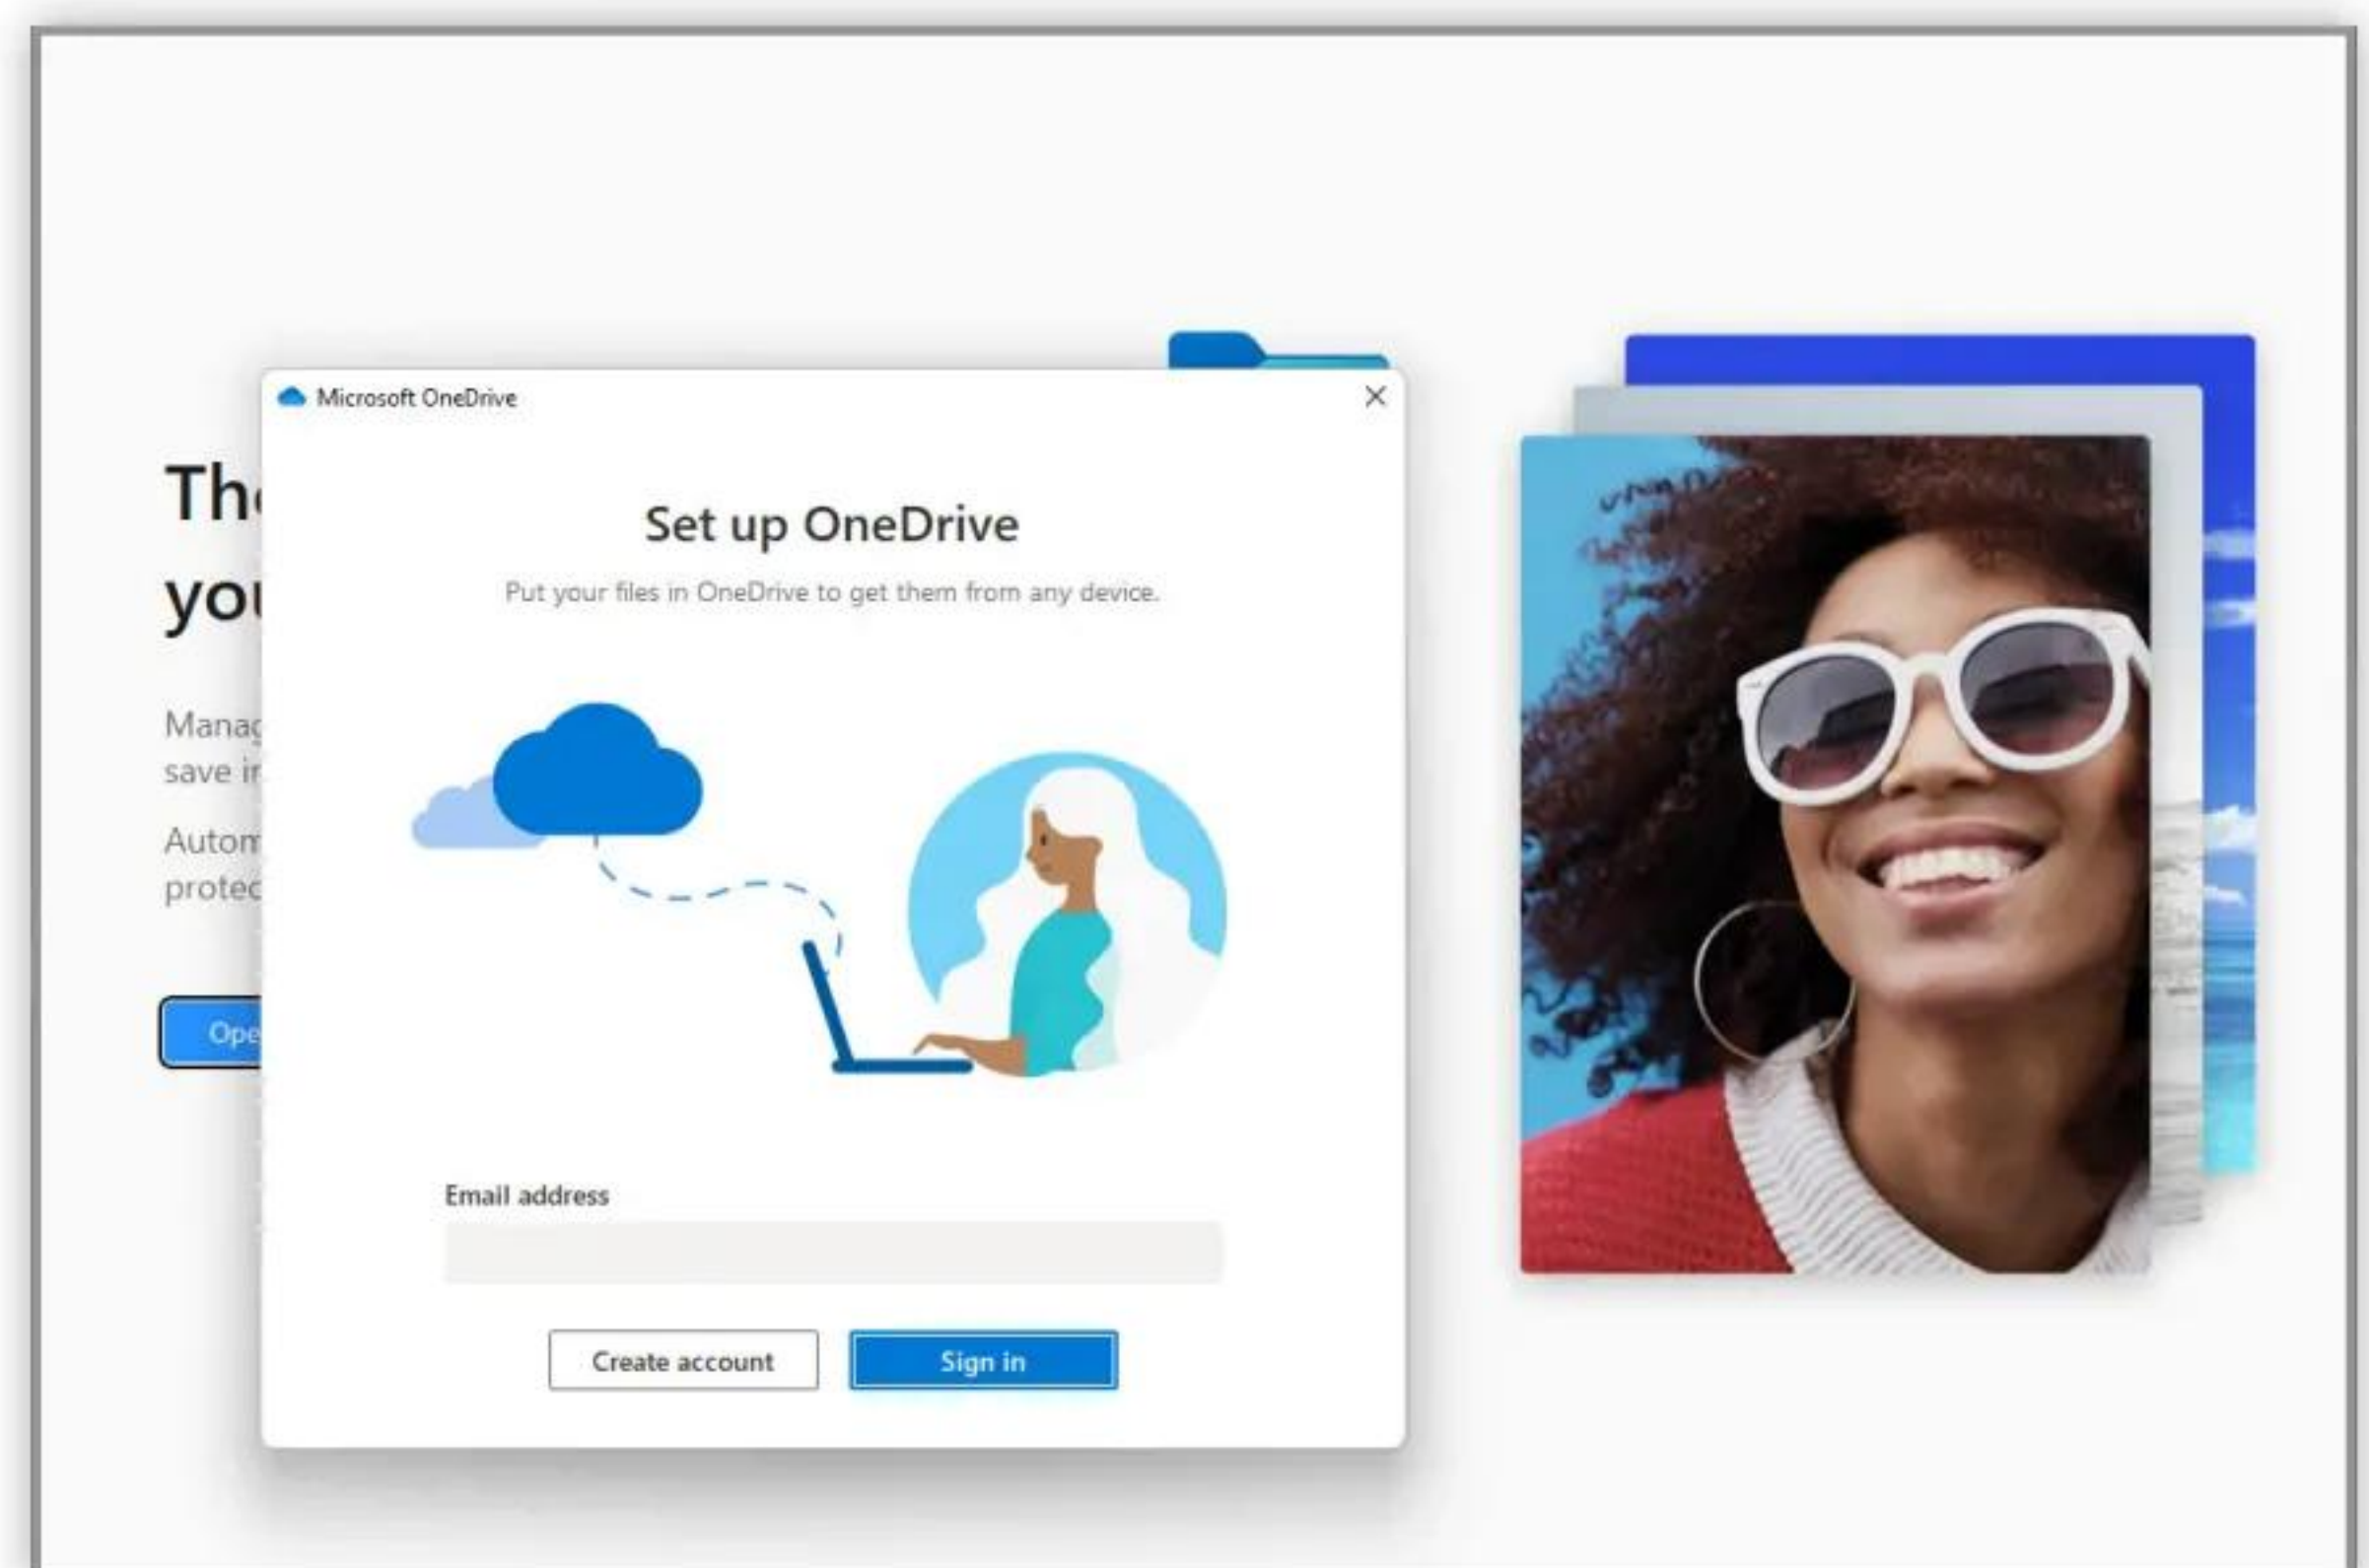 Microsoft OneDrive
Set up OneDrive
Put your files in OneDrive to get them from any device.
Email address
Create account
Sign in
save